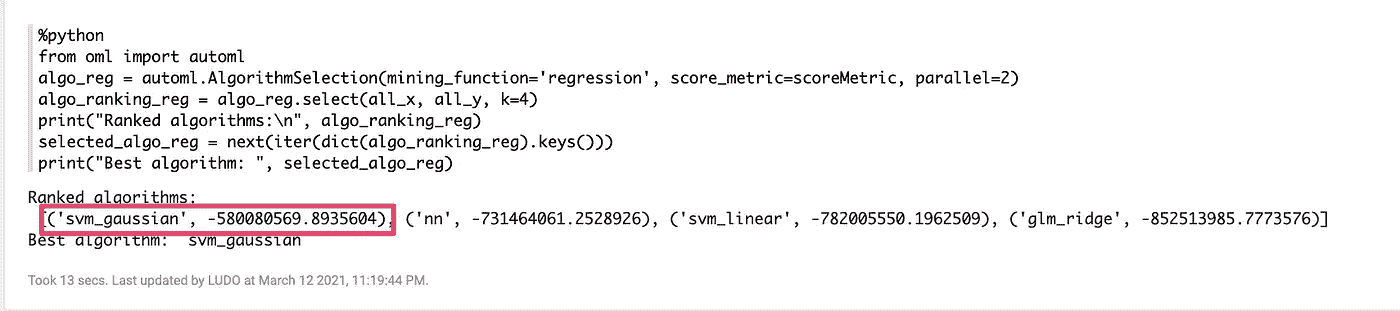 %python
from oml import automl
algo_reg = automl.AlgorithmSelection(mining_function='regression', score_metric=scoreMetric, parallel=2)
algo_ranking_reg = algo_reg.select(all_x, all_y, k=4)
print("Ranked algorithms:\n", algo_ranking_reg)
selected_algo_reg = next(iter(dict(algo_ranking_reg).keys()))
print("Best algorithm: ", selected_algo_reg)
Ranked algorithms:
[('svm_gaussian', -580080569.8935604), ('nn', -731464061.2528926), ('svm_linear', -782005550.1962509), ('glm_ridge', -852513985.7773576)]
Best algorithm:  svm_gaussian
Took 13 secs. Last updated by LUDO at March 12 2021, 11:19:44 PM.